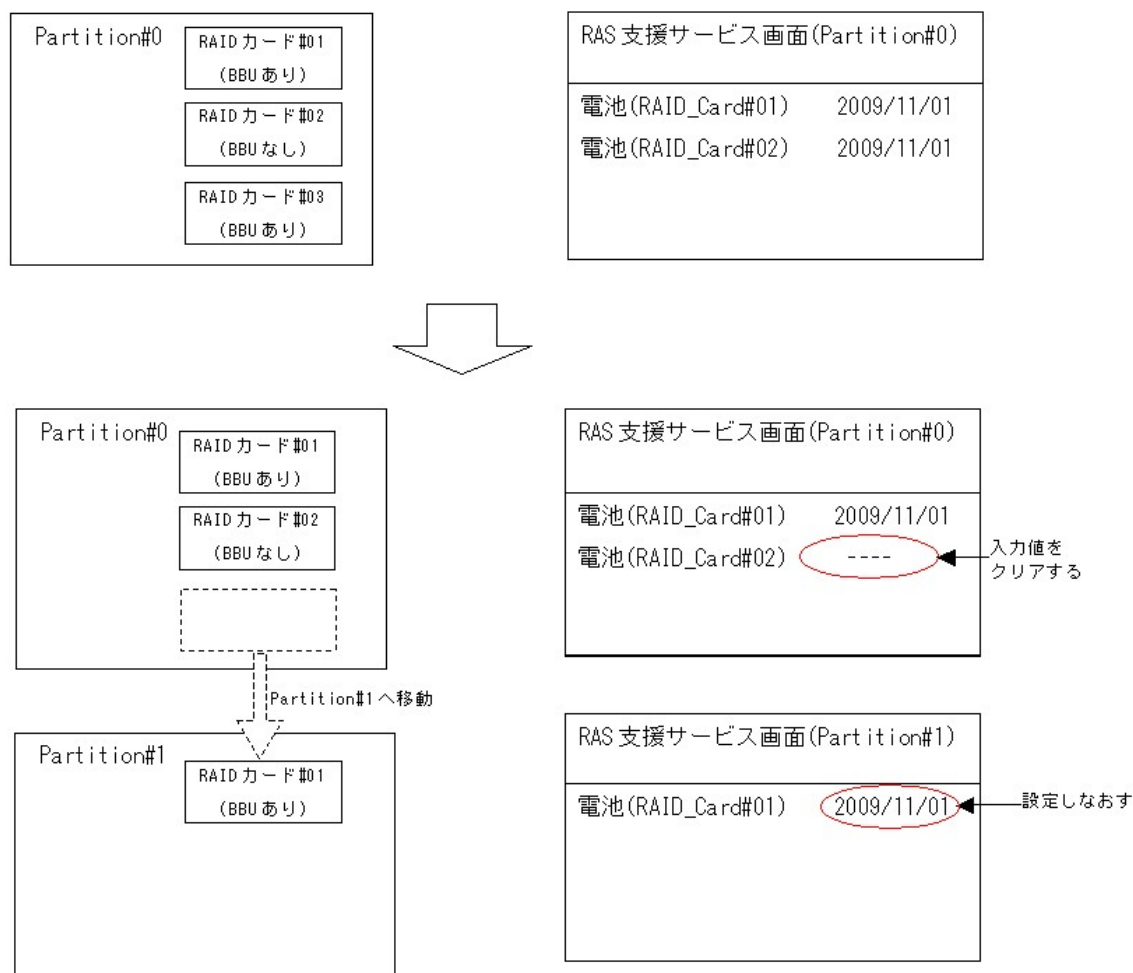 Partition#0
RAIDカード#01
(BBUあり)
RAIDカード#02
(BBUなし)
RAIDカード#03
(BBUあり)
RAS支援サービス画面(Partition#0)
電池(RAID_Card#01) 2009/11/01
電池(RAID_Card#02) 2009/11/01
Partition#0
RAIDカード#01
(BBUあり)
RAIDカード#02
(BBUなし)
RAS支援サービス画面(Partition#0)
電池(RAID_Card#01) 2009/11/01
電池(RAID_Card#02) ----
入力値を
クリアする
Partition#1へ移動
Partition#1
RAIDカード#01
(BBUあり)
RAS支援サービス画面(Partition#1)
電池(RAID_Card#01) 2009/11/01
設定しなおす